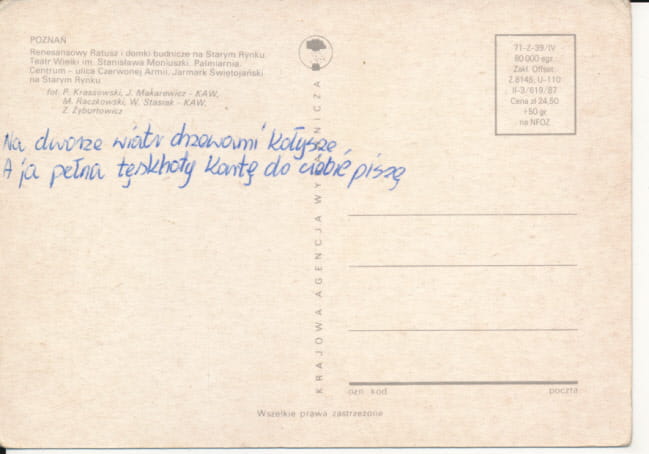 POZNAŃ
Renesansowy Ratusz i domki budnicze na Starym Rynku.
Teatr Wielki im. Stanisława Moniuszki. Palmiarnia.
Centrum – ulica Czerwonej Armii. Jarmark Świętojański
na Starym Rynku
fot. P. Krassowski, J. Makarewicz - KAW,
M. Raczkowski, W. Stasiak - KAW,
Z. Żyburtowicz
71-Z-39/IV
80 000 egz.
Zakł. Offset.
Z.8145, U-110
II-3/619/87
Cena zł 24,50
+50 gr
na NFOZ
Na dworze wiatr drzewami kołysze
A ja pełna tęsknoty kartę do ciebie piszę
KRAJOWA AGENCJA WYDAWNICZA
ozn. kod
poczta
Wszelkie prawa zastrzeżone